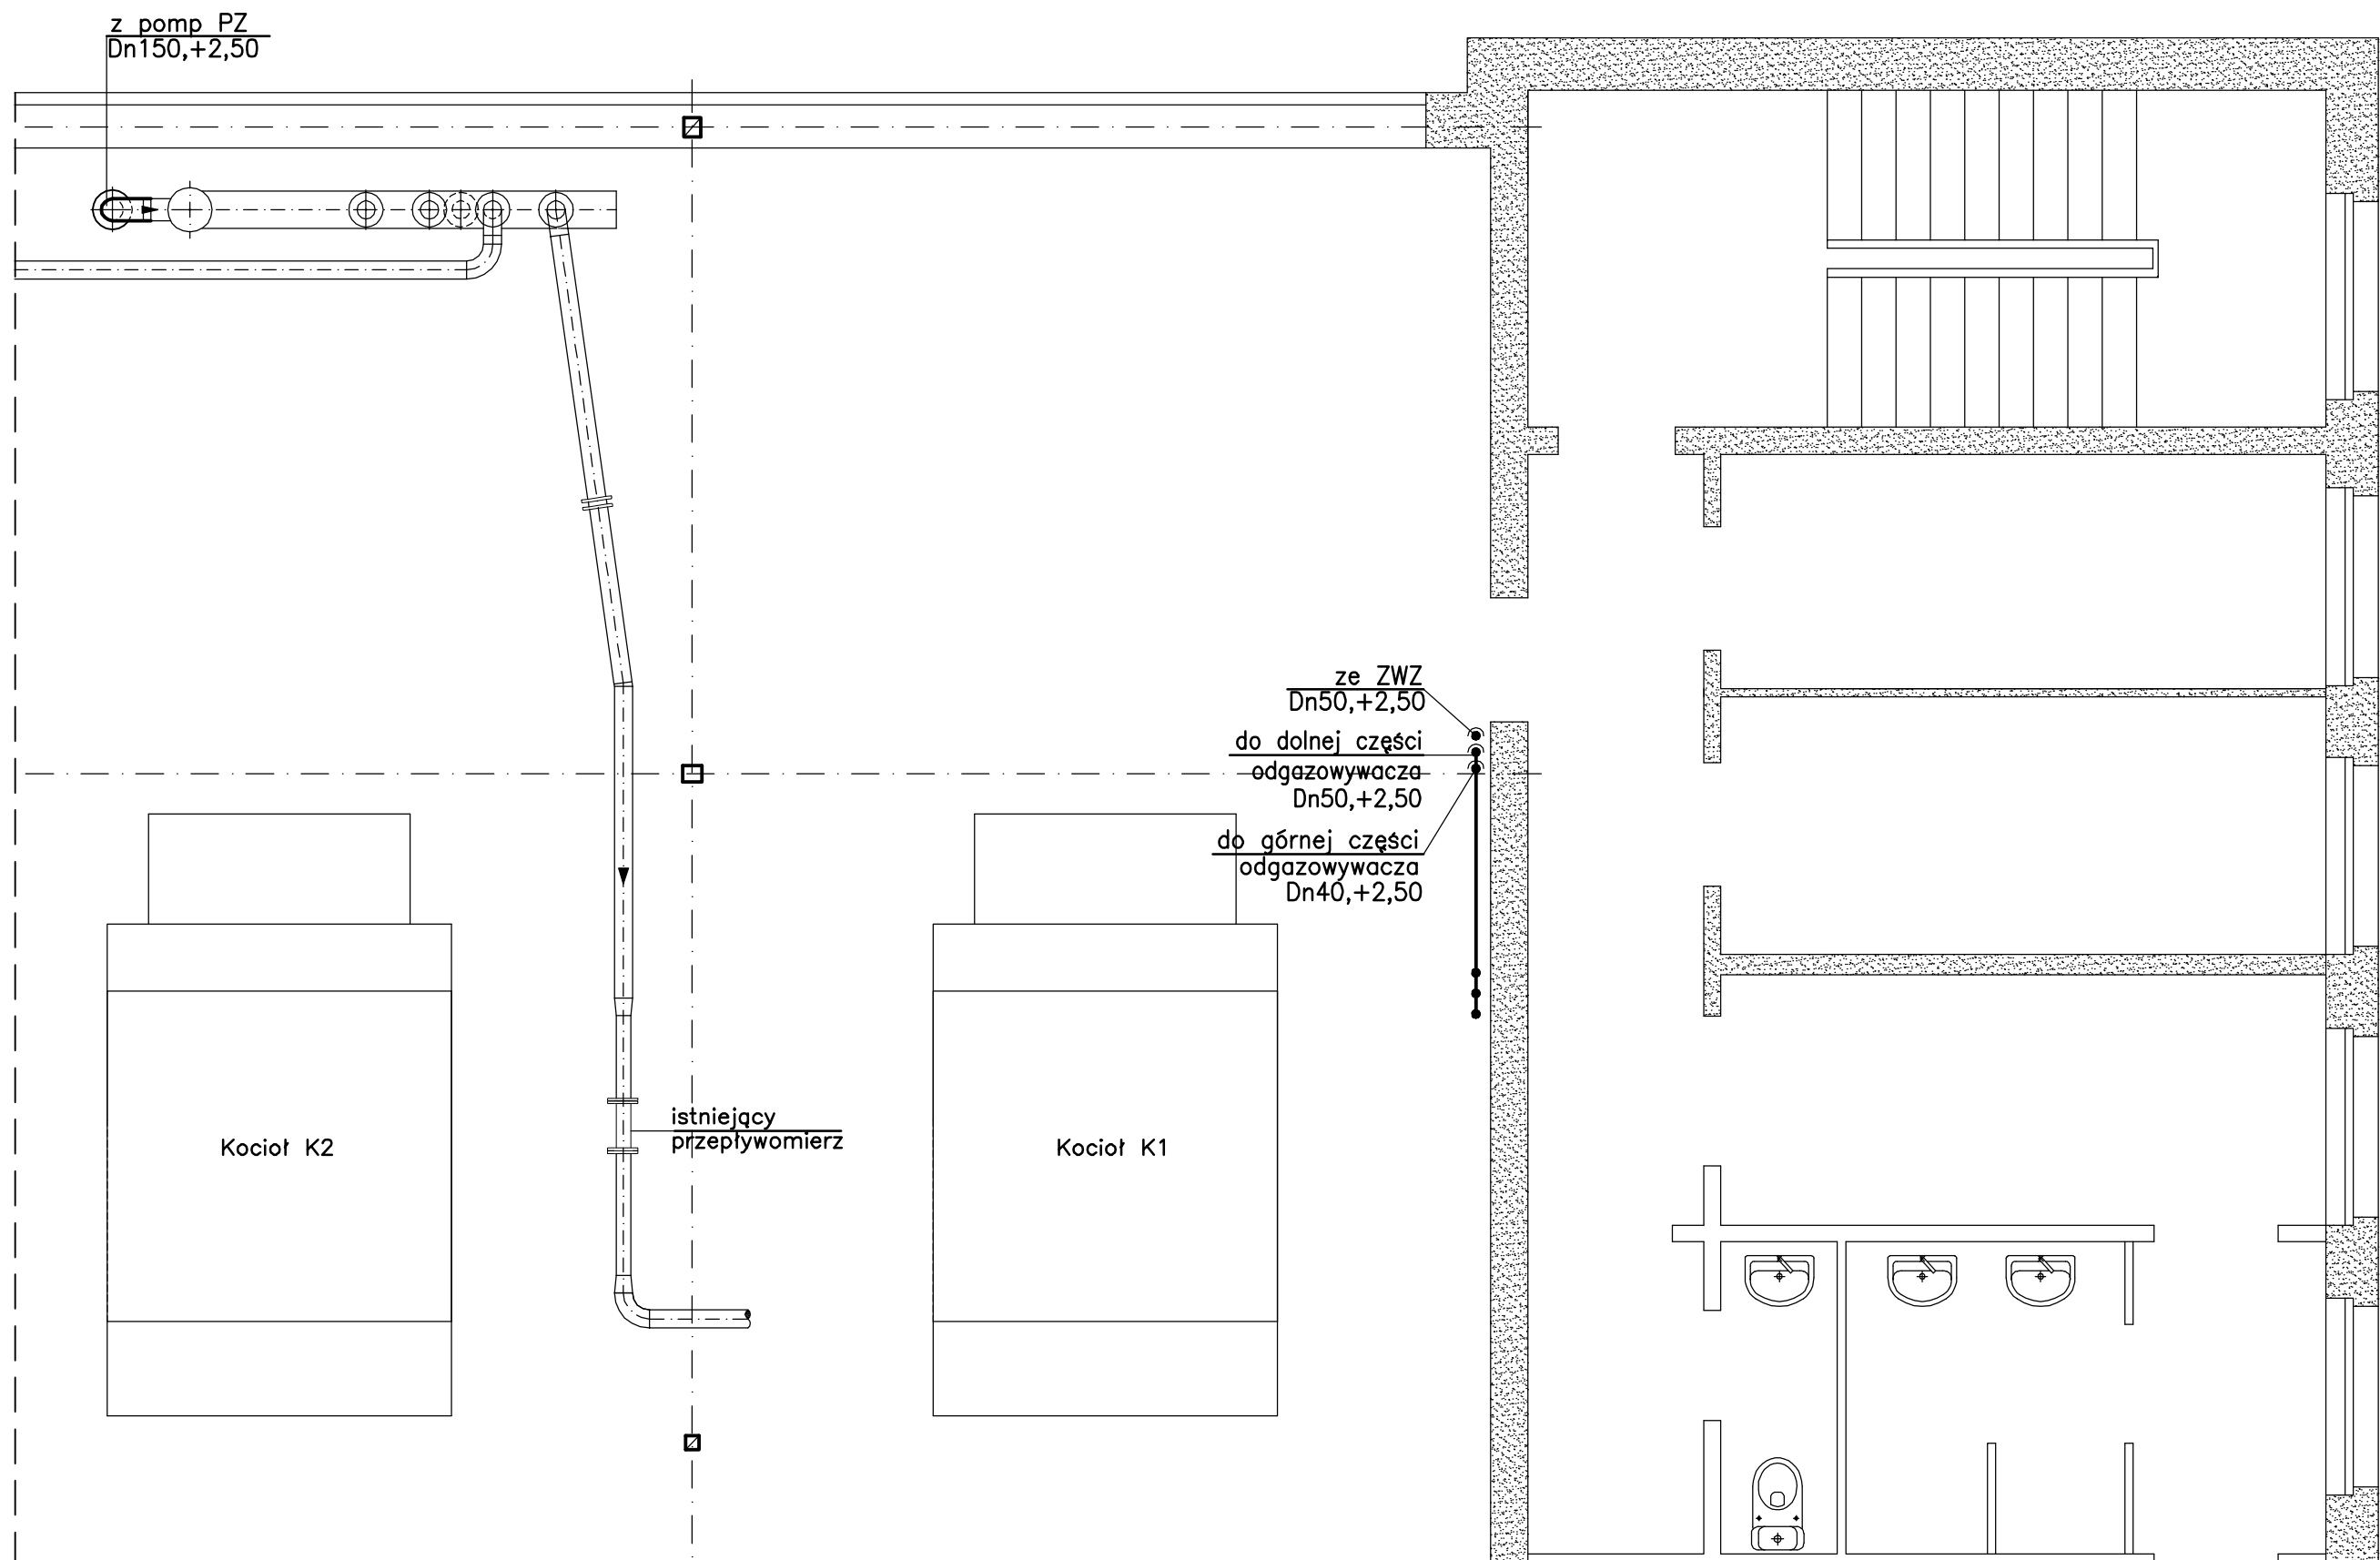 z pomp PZ
Dn150,+2,50
ze ZWZ
Dn50,+2,50
do dolnej części
odgazowywacza
Dn50,+2,50
do górnej części
odgazowywacza
Dn40,+2,50
istniejący
przepływomierz
Kocioł K2
Kocioł K1